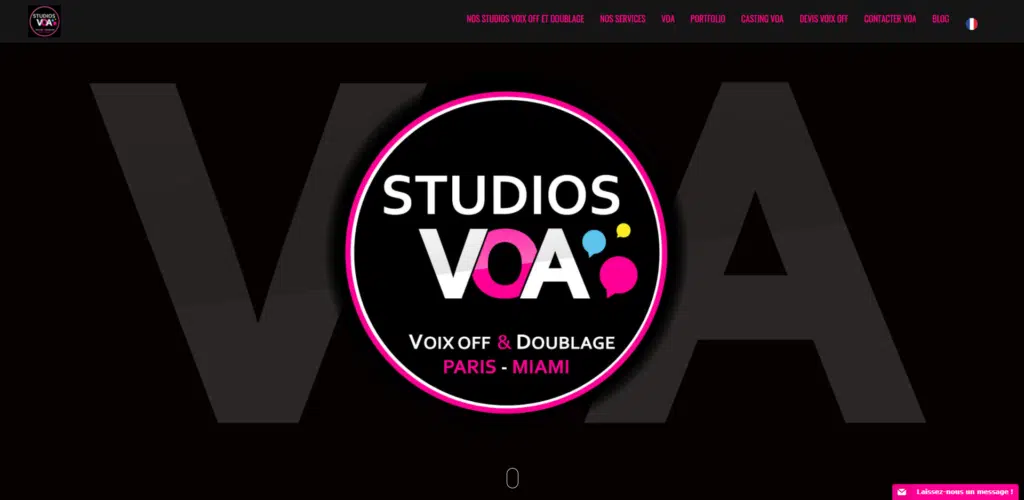 STUDIOS
VOA
NOS STUDIOS VOIX OFF ET DOUBLAGE NOS SERVICES VOA PORTFOLIO CASTING VOA DEVIS VOIX OFF CONTACTER VOA BLOG
V A
STUDIOS
VOA
VOIX OFF & DOUBLAGE
PARIS - MIAMI
Laissez-nous un message !